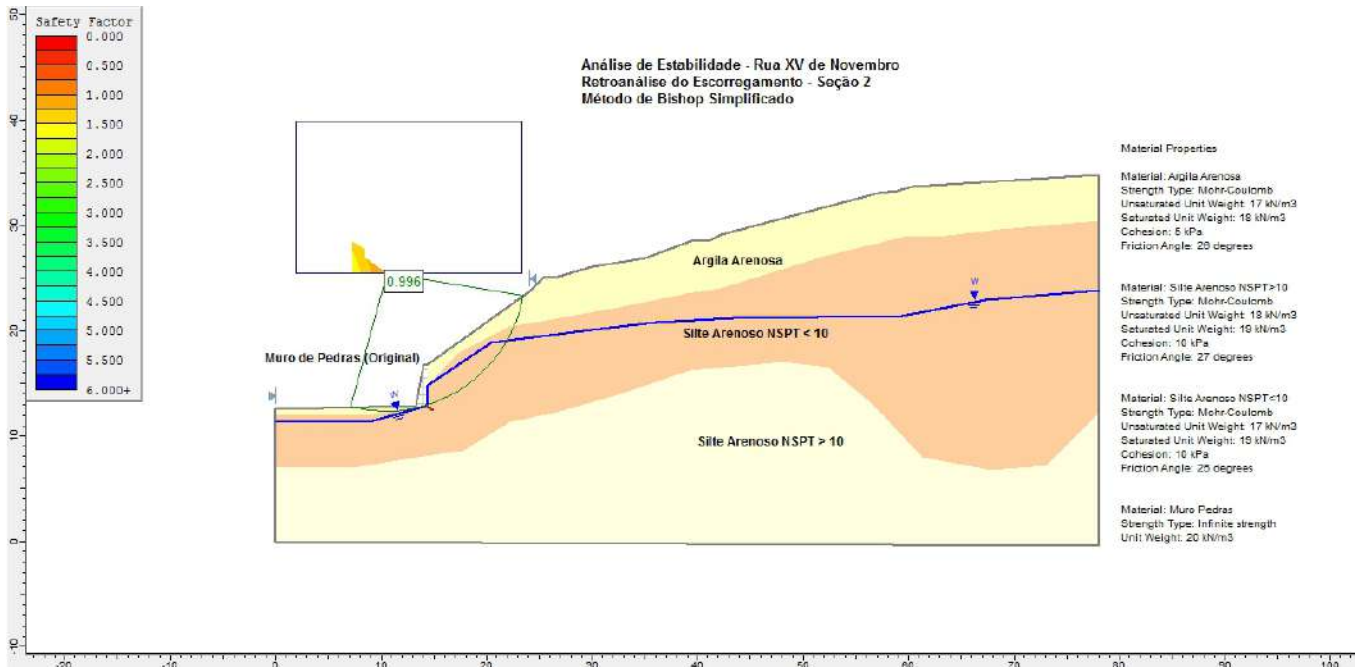 Safety Factor
0.000
0.500
1.000
1.500
2.000
2.500
3.000
3.500
4.000
4.500
5.000
5.500
6.000+
Análise de Estabilidade - Rua XV de Novembro
Retroanálise do Escorregamento - Seção 2
Método de Bishop Simplificado
0.996
Argila Arenosa
Silte Arenoso NSPT < 10
Muro de Pedras (Original)
Silte Arenoso NSPT > 10
W
W
Material Properties
Material: Argila Arenosa
Strength Type: Mohr-Coulomb
Unsaturated Unit Weight: 17 kN/m3
Saturated Unit Weight: 18 kN/m3
Cohesion: 5 kPa
Friction Angle: 26 degrees
Material: Silte Arenoso NSPT>10
Strength Type: Mohr-Coulomb
Unsaturated Unit Weight: 18 kN/m3
Saturated Unit Weight: 19 kN/m3
Cohesion: 10 kPa
Friction Angle: 27 degrees
Material: Silte Arenoso NSPT<10
Strength Type: Mohr-Coulomb
Unsaturated Unit Weight: 17 kN/m3
Saturated Unit Weight: 19 kN/m3
Cohesion: 10 kPa
Friction Angle: 25 degrees
Material: Muro Pedras
Strength Type: Infinite strength
Unit Weight: 20 kN/m3
50
40
30
20
10
0
-10
-20
-10
0
10
20
30
40
50
60
70
80
90
100